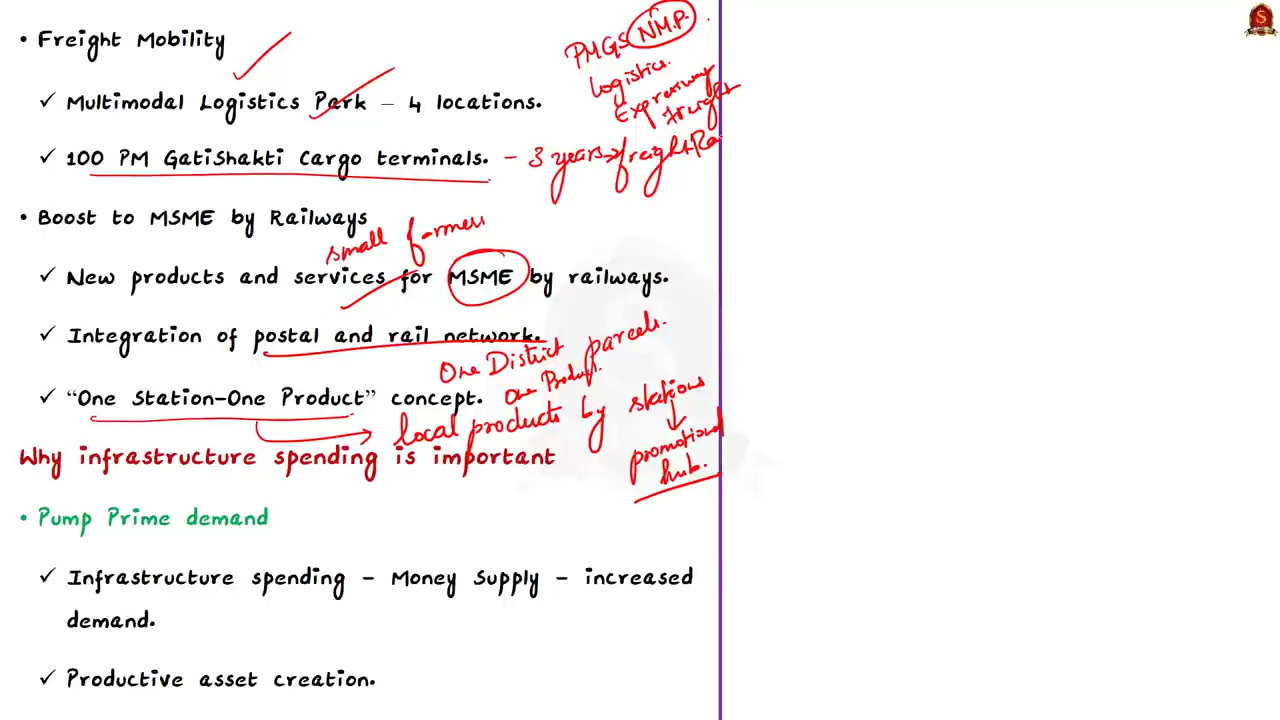 • Freight Mobility
PMGS N.M.P.
Logistics.
Expressway
Freight
✓ Multimodal Logistics Park – 4 locations.
✓ 100 PM GatiShakti Cargo terminals. – 3 years → freight
• Boost to MSME by Railways
small farmers
✓ New products and services for MSME by railways.
✓ Integration of postal and rail network.
parcels.
One District
One Product.
✓ “One Station-One Product” concept.
local products by stations
↓
promotional
hub.
Why infrastructure spending is important
• Pump Prime demand
✓ Infrastructure spending – Money Supply – increased
demand.
✓ Productive asset creation.
S